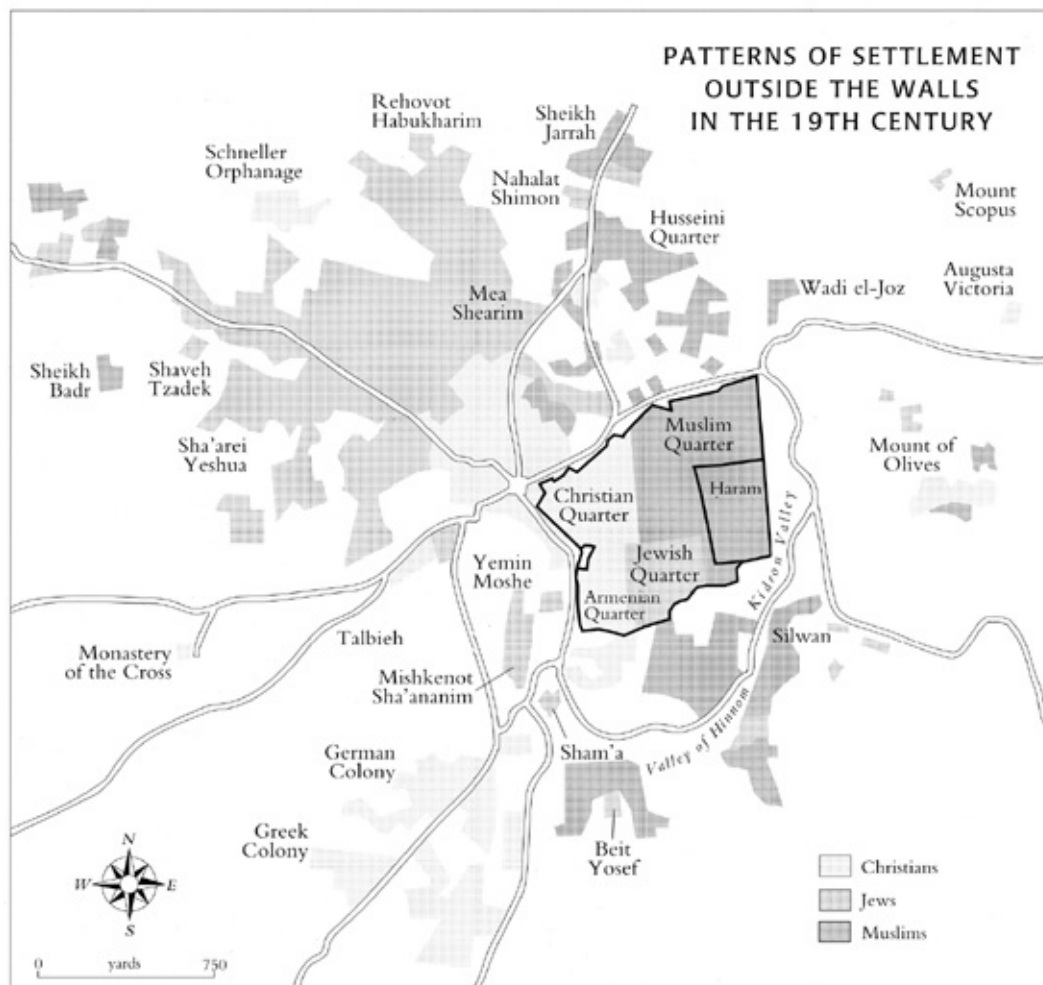 PATTERNS OF SETTLEMENT
OUTSIDE THE WALLS
IN THE 19TH CENTURY
Rehovot
Habukharim
Sheikh
Jarrah
Schneller
Orphanage
Nahalat
Shimon
Mount
Scopus
Husseini
Quarter
Augusta
Victoria
Wadi el-Joz
Mea
Shearim
Sheikh
Badr
Shaveh
Tzadek
Muslim
Quarter
Sha'arei
Yeshua
Mount of
Olives
Haram
Christian
Quarter
Kidron Valley
Jewish
Quarter
Yemin
Moshe
Armenian
Quarter
Talbieh
Silwan
Monastery
of the Cross
Mishkenot
Sha'ananim
Valley of Hinnom
Sham'a
German
Colony
Greek
Colony
Beit
Yosef
N
W E
S
Christians
Jews
Muslims
0 yards 750